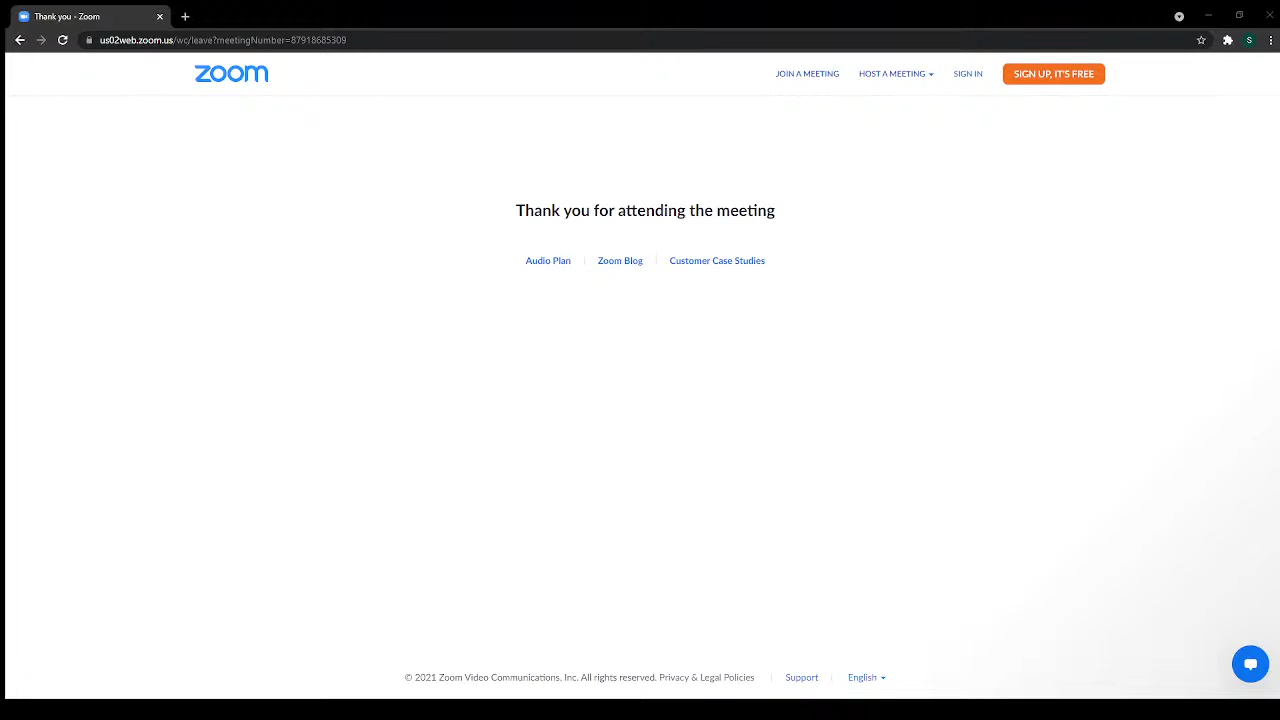 Thank you - Zoom
us02web.zoom.us/wc/leave?meetingNumber=87918685309
S
zoom
JOIN A MEETING HOST A MEETING SIGN IN SIGN UP, IT'S FREE
Thank you for attending the meeting
Audio Plan Zoom Blog Customer Case Studies
© 2021 Zoom Video Communications, Inc. All rights reserved. Privacy & Legal Policies Support English